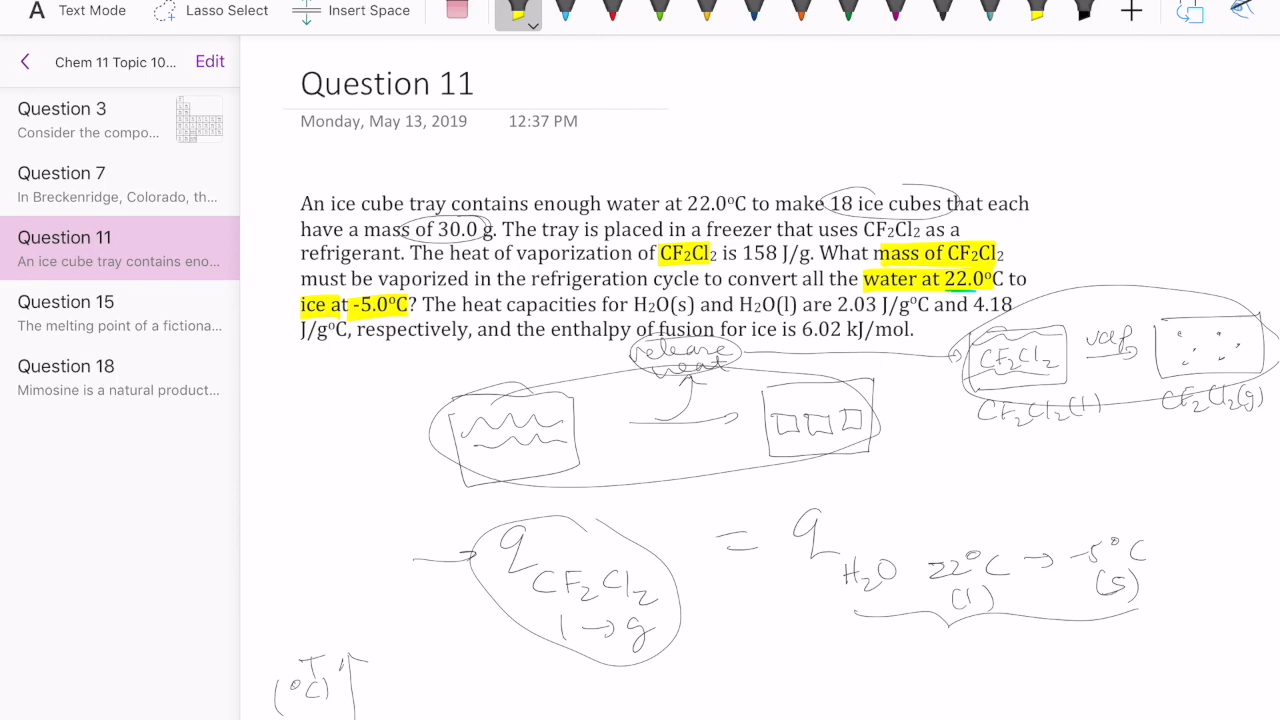 A Text Mode Lasso Select Insert Space
Chem 11 Topic 10... Edit
Question 3
Consider the compo...
Question 7
In Breckenridge, Colorado, th...
Question 11
An ice cube tray contains eno...
Question 15
The melting point of a fictiona...
Question 18
Mimosine is a natural product...
Question 11
Monday, May 13, 2019 12:37 PM
An ice cube tray contains enough water at 22.0°C to make 18 ice cubes that each
have a mass of 30.0 g. The tray is placed in a freezer that uses CF₂Cl₂ as a
refrigerant. The heat of vaporization of CF₂Cl₂ is 158 J/g. What mass of CF₂Cl₂
must be vaporized in the refrigeration cycle to convert all the water at 22.0°C to
ice at -5.0°C? The heat capacities for H₂O(s) and H₂O(l) are 2.03 J/g°C and 4.18
J/g°C, respectively, and the enthalpy of fusion for ice is 6.02 kJ/mol.
release
heat
CF₂Cl₂ vap
CF₂Cl₂(l) CF₂Cl₂(g)
q = q
CF₂Cl₂ H₂O 22°C → -5°C
l → g (l) (s)
T
(°C)